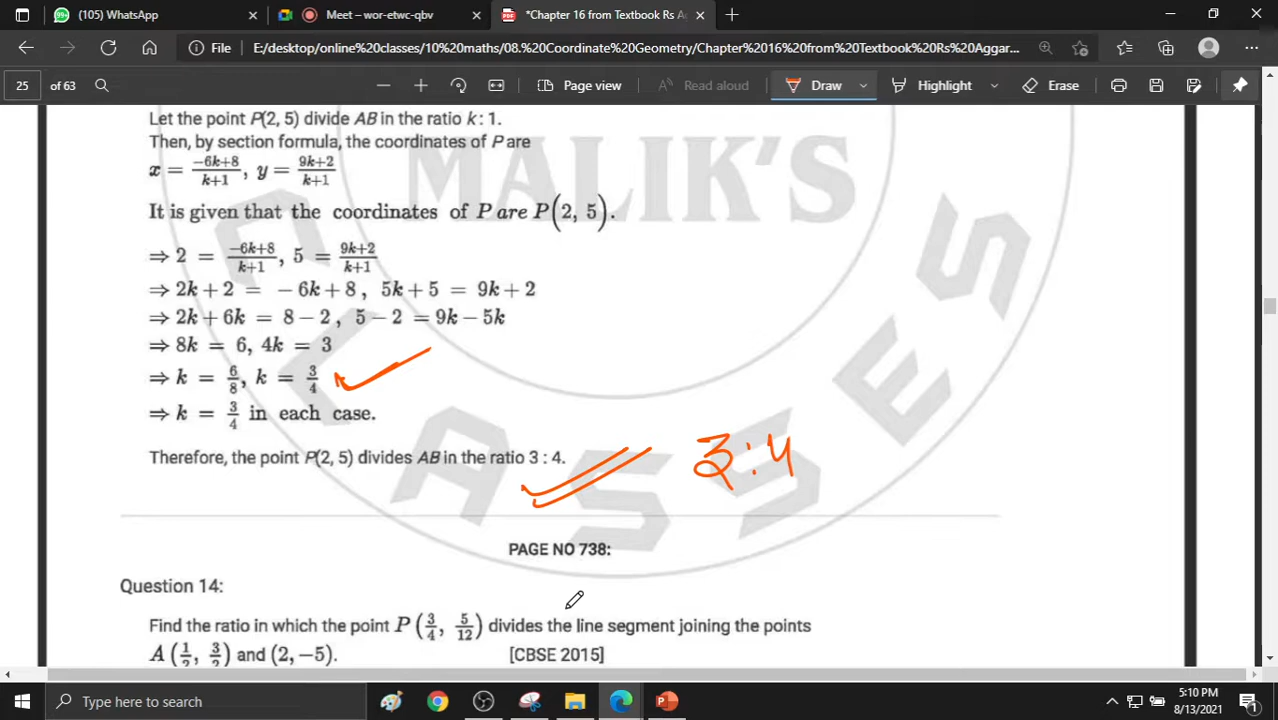 (105) WhatsApp
Meet – wor-etwc-qbv
*Chapter 16 from Textbook Rs Ag
File E:/desktop/online%20classes/10%20maths/08.%20Coordinate%20Geometry/Chapter%2016%20from%20Textbook%20Rs%20Aggar...
25 of 63 Page view Read aloud Draw Highlight Erase
Let the point P(2, 5) divide AB in the ratio k : 1.
Then, by section formula, the coordinates of P are
x = (−6k+8)/(k+1), y = (9k+2)/(k+1)
It is given that the coordinates of P are P(2, 5).
⇒ 2 = (−6k+8)/(k+1), 5 = (9k+2)/(k+1)
⇒ 2k + 2 = − 6k + 8 , 5k + 5 = 9k + 2
⇒ 2k + 6k = 8 − 2 , 5 − 2 = 9k − 5k
⇒ 8k = 6, 4k = 3
⇒ k = 6/8, k = 3/4
⇒ k = 3/4 in each case.
Therefore, the point P(2, 5) divides AB in the ratio 3 : 4.
3:4
MALIK'S
CLASSES
PAGE NO 738:
Question 14:
Find the ratio in which the point P (3/4, 5/12) divides the line segment joining the points
A (1/2, 3/2) and (2, −5). [CBSE 2015]
Type here to search
5:10 PM
8/13/2021
1